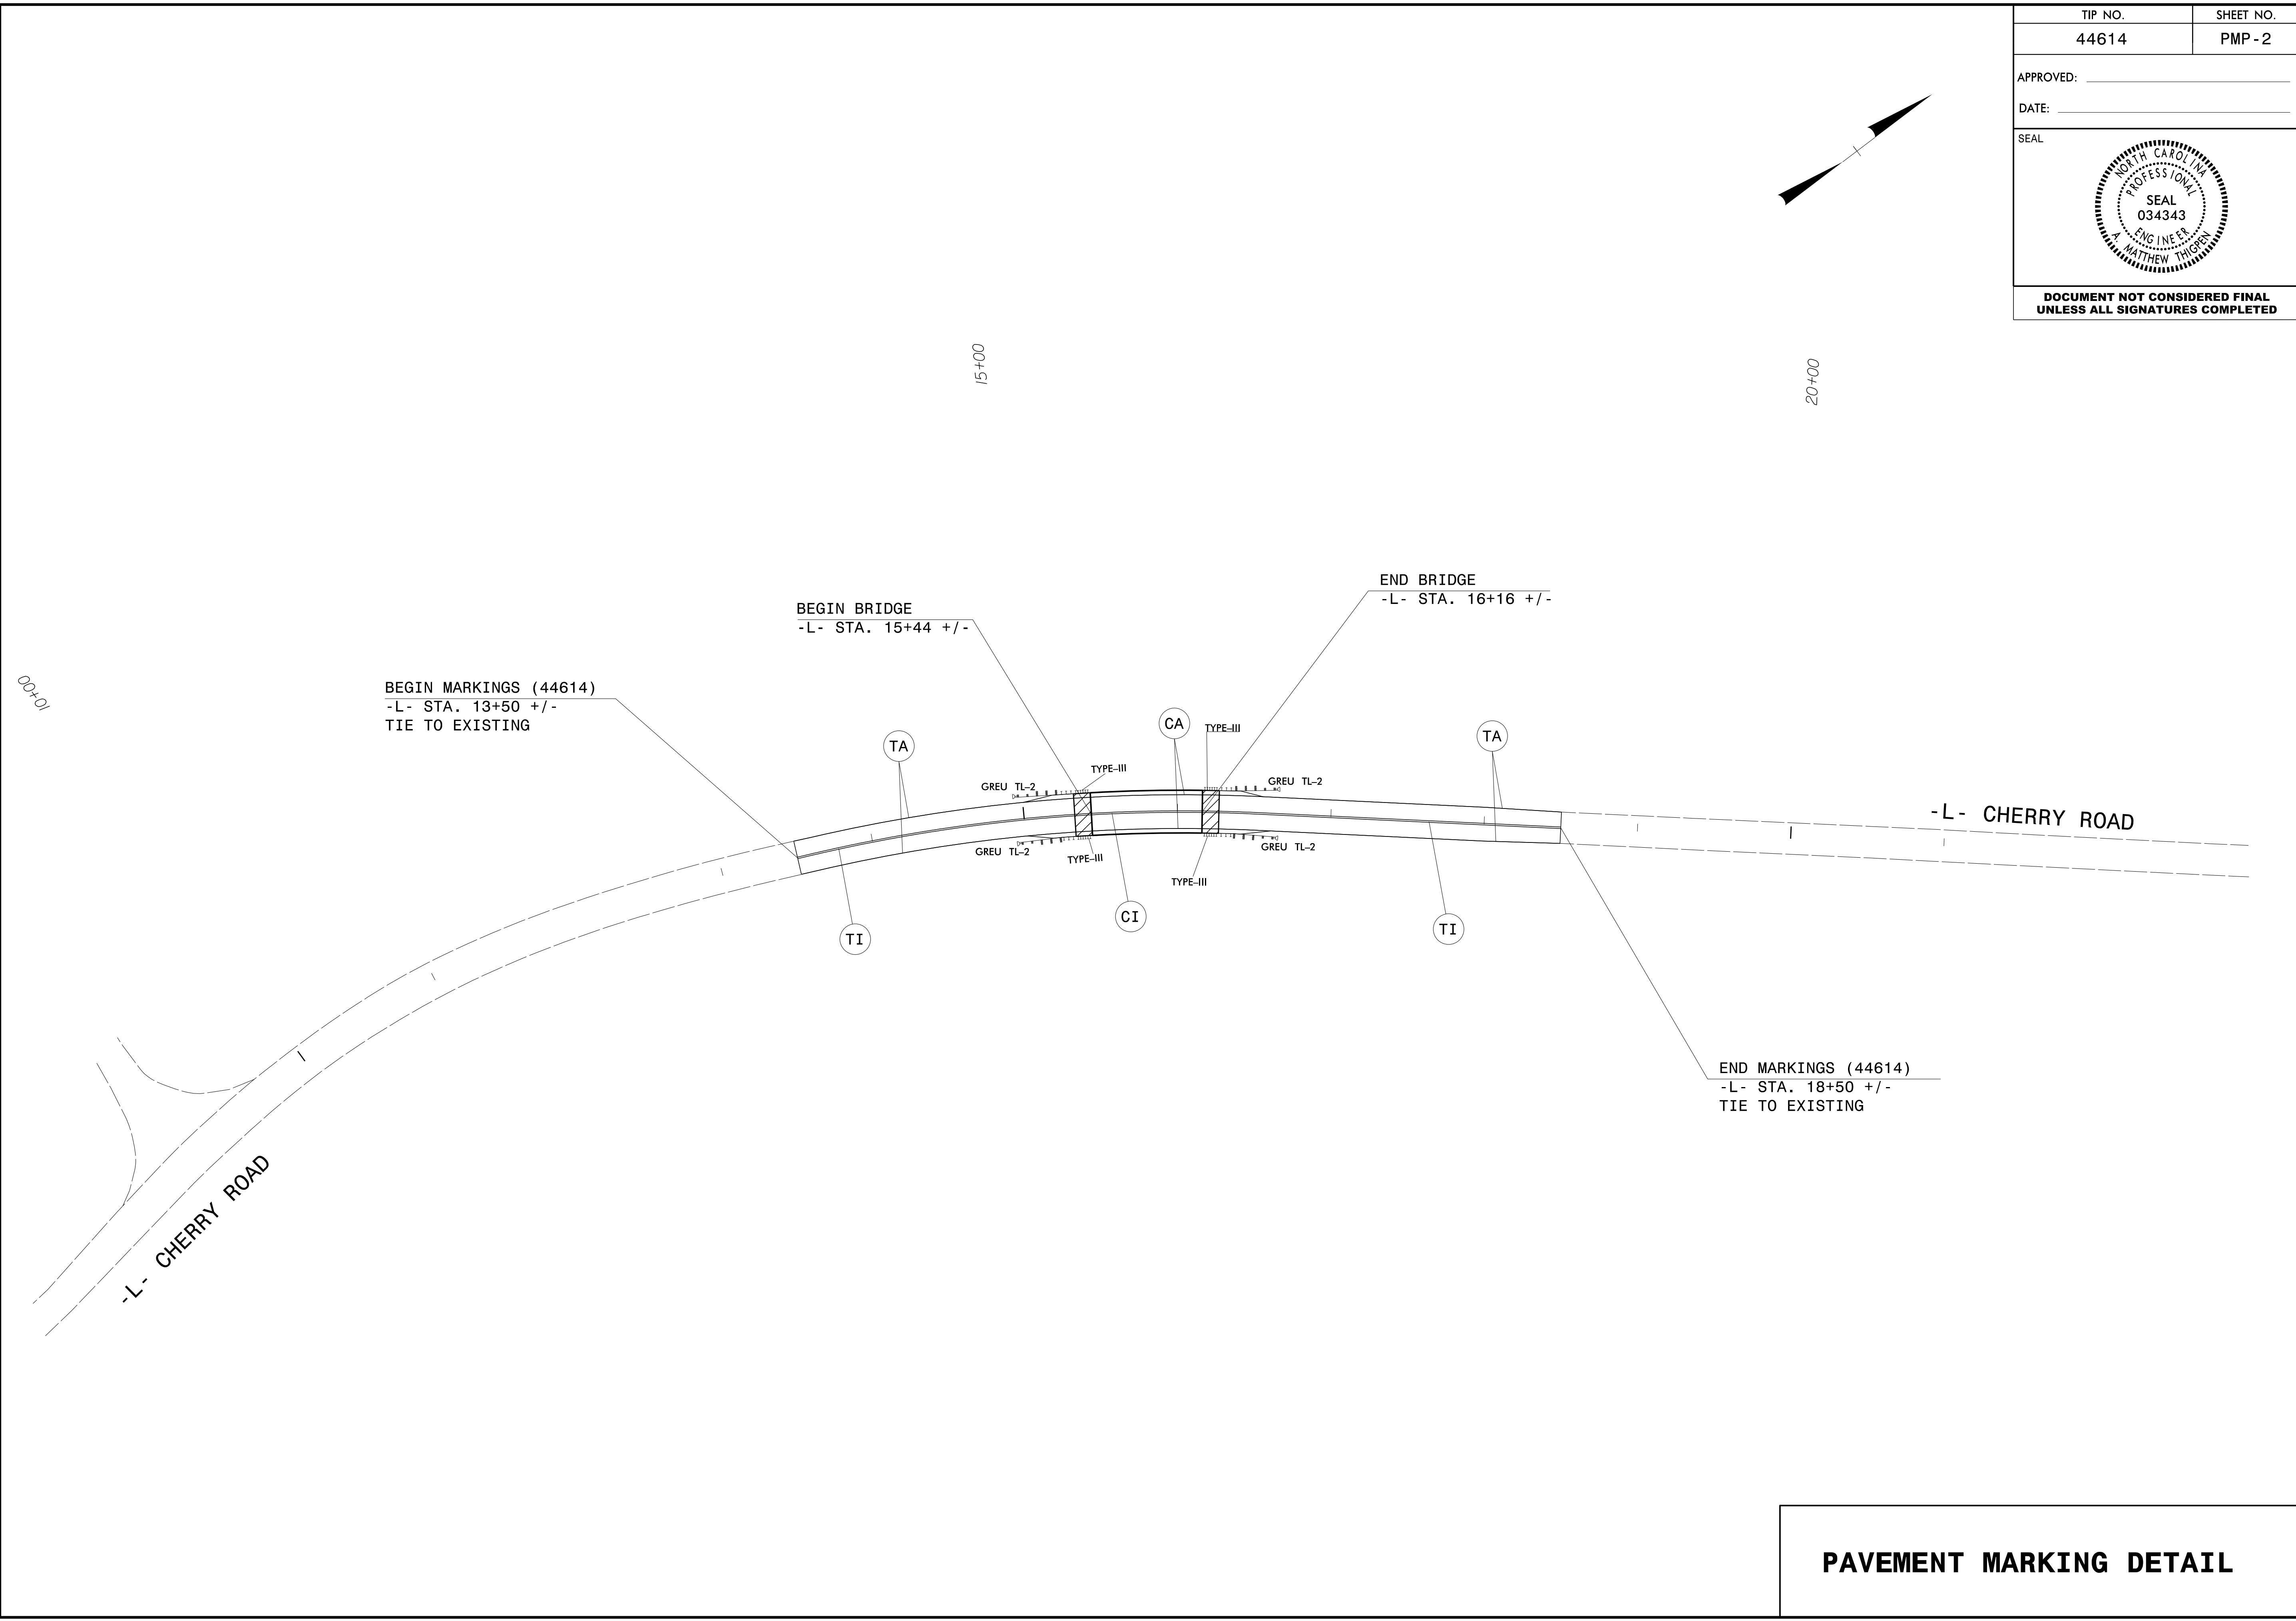 TIP NO.
SHEET NO.
44614
PMP-2
APPROVED:
DATE:
SEAL
NORTH CAROLINA
PROFESSIONAL
SEAL
034343
ENGINEER
A. MATTHEW THIGPEN
DOCUMENT NOT CONSIDERED FINAL
UNLESS ALL SIGNATURES COMPLETED
15+00
20+00
END BRIDGE
-L- STA. 16+16 +/-
BEGIN BRIDGE
-L- STA. 15+44 +/-
10+00
BEGIN MARKINGS (44614)
-L- STA. 13+50 +/-
TIE TO EXISTING
TA
CA
TYPE-III
TA
TYPE-III
GREU TL-2
GREU TL-2
-L- CHERRY ROAD
GREU TL-2
TYPE-III
GREU TL-2
TYPE-III
TI
CI
TI
END MARKINGS (44614)
-L- STA. 18+50 +/-
TIE TO EXISTING
-L- CHERRY ROAD
PAVEMENT MARKING DETAIL